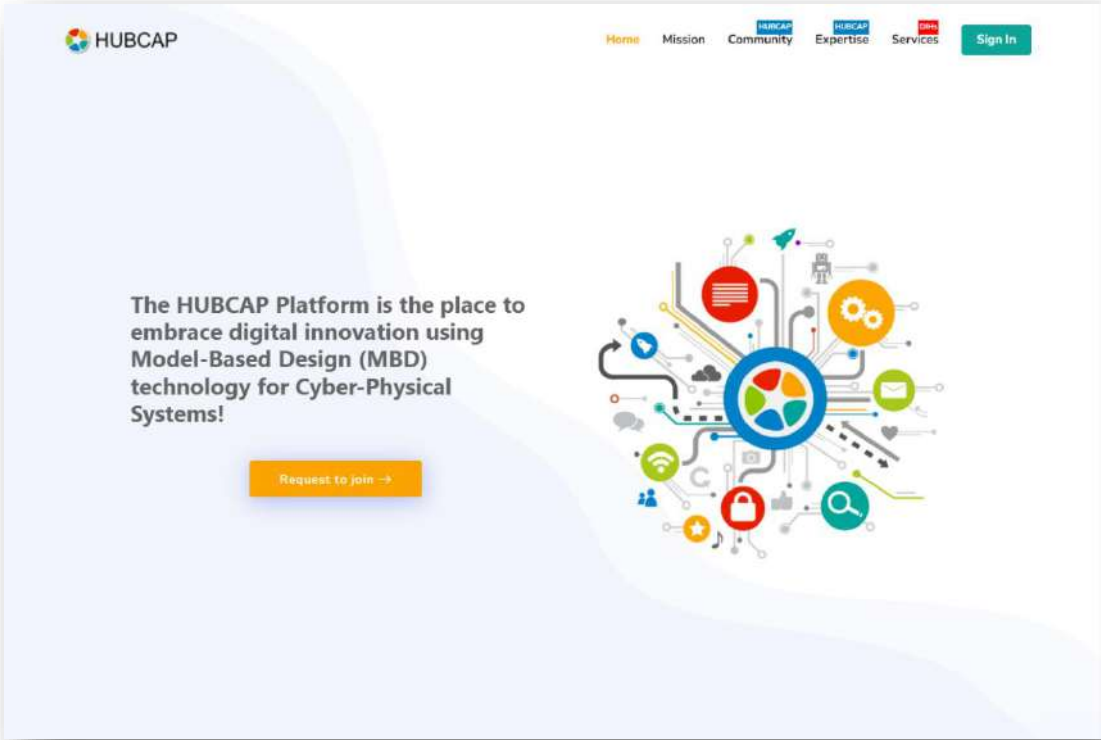 HUBCAP
HUBCAP HUBCAP DIHs
Home Mission Community Expertise Services Sign In
The HUBCAP Platform is the place to
embrace digital innovation using
Model-Based Design (MBD)
technology for Cyber-Physical
Systems!
Request to join →